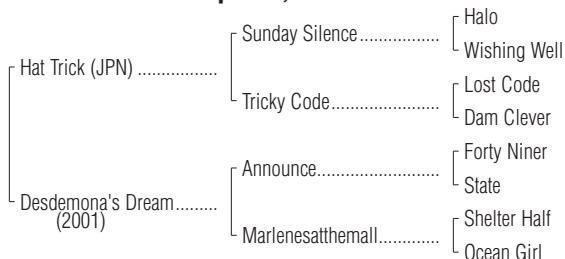 Halo
Sunday Silence..................
Wishing Well
Hat Trick (JPN) .................
Lost Code
Tricky Code........................
Dam Clever
Forty Niner
Announce...........................
State
Desdemona's Dream.........
(2001)
Shelter Half
Marlenesatthemall.............
Ocean Girl